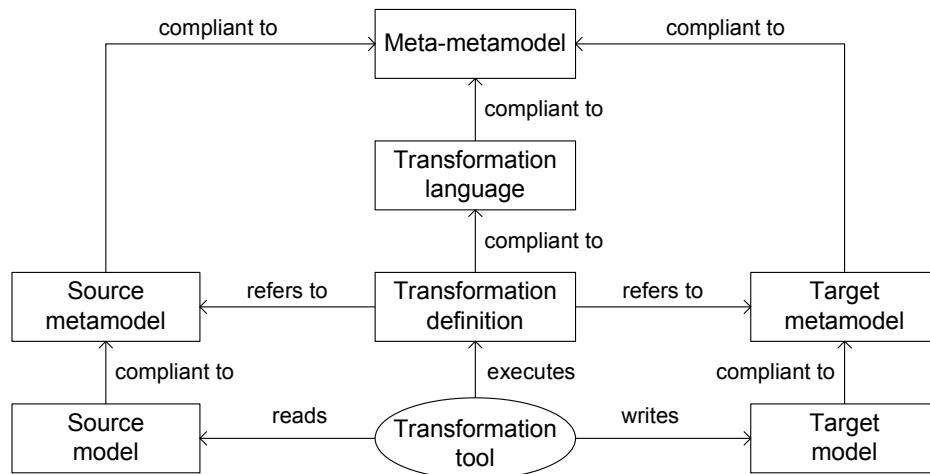 compliant to
Meta-metamodel
compliant to
compliant to
Transformation
language
compliant to
Source
metamodel
refers to
Transformation
definition
refers to
Target
metamodel
compliant to
executes
compliant to
Source
model
reads
Transformation
tool
writes
Target
model